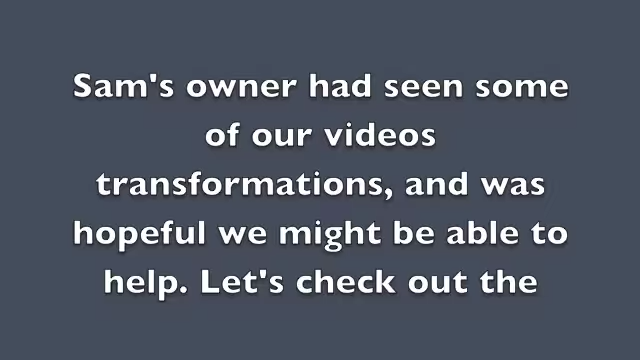 Sam's owner had seen some
of our videos
transformations, and was
hopeful we might be able to
help. Let's check out the